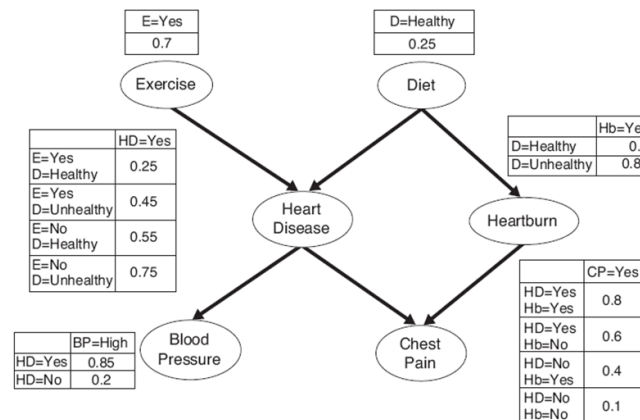 E=Yes
0.7
D=Healthy
0.25
Exercise
Diet
HD=Yes
E=Yes
D=Healthy
0.25
E=Yes
D=Unhealthy
0.45
E=No
D=Healthy
0.55
E=No
D=Unhealthy
0.75
D=Healthy
D=Unhealthy
Heart
Disease
Heartburn
BP=High
HD=Yes
0.85
HD=No
0.2
Blood
Pressure
Chest
Pain
CP=Yes
HD=Yes
Hb=Yes
0.8
HD=Yes
Hb=No
0.6
HD=No
Hb=Yes
0.4
HD=No
Hb=No
0.1